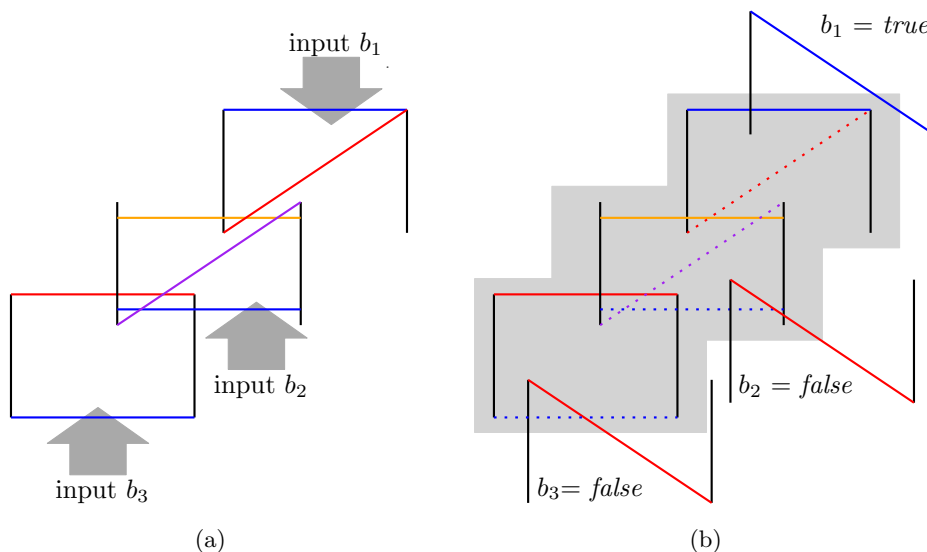 input b₁
b₁ = true
input b₂
b₂ = false
input b₃
b₃= false
(a)
(b)